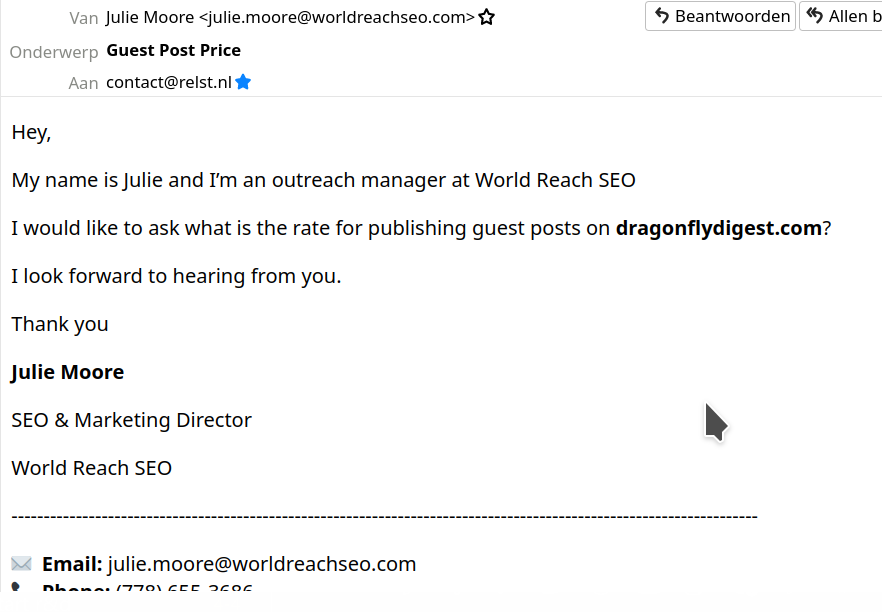 Van Julie Moore <julie.moore@worldreachseo.com>
Beantwoorden
Allen b
Onderwerp Guest Post Price
Aan contact@relst.nl
Hey,
My name is Julie and I’m an outreach manager at World Reach SEO
I would like to ask what is the rate for publishing guest posts on dragonflydigest.com?
I look forward to hearing from you.
Thank you
Julie Moore
SEO & Marketing Director
World Reach SEO
--------------------------------------------------------------------------------------------------------------------
Email: julie.moore@worldreachseo.com
Phone: (778) 655-3686